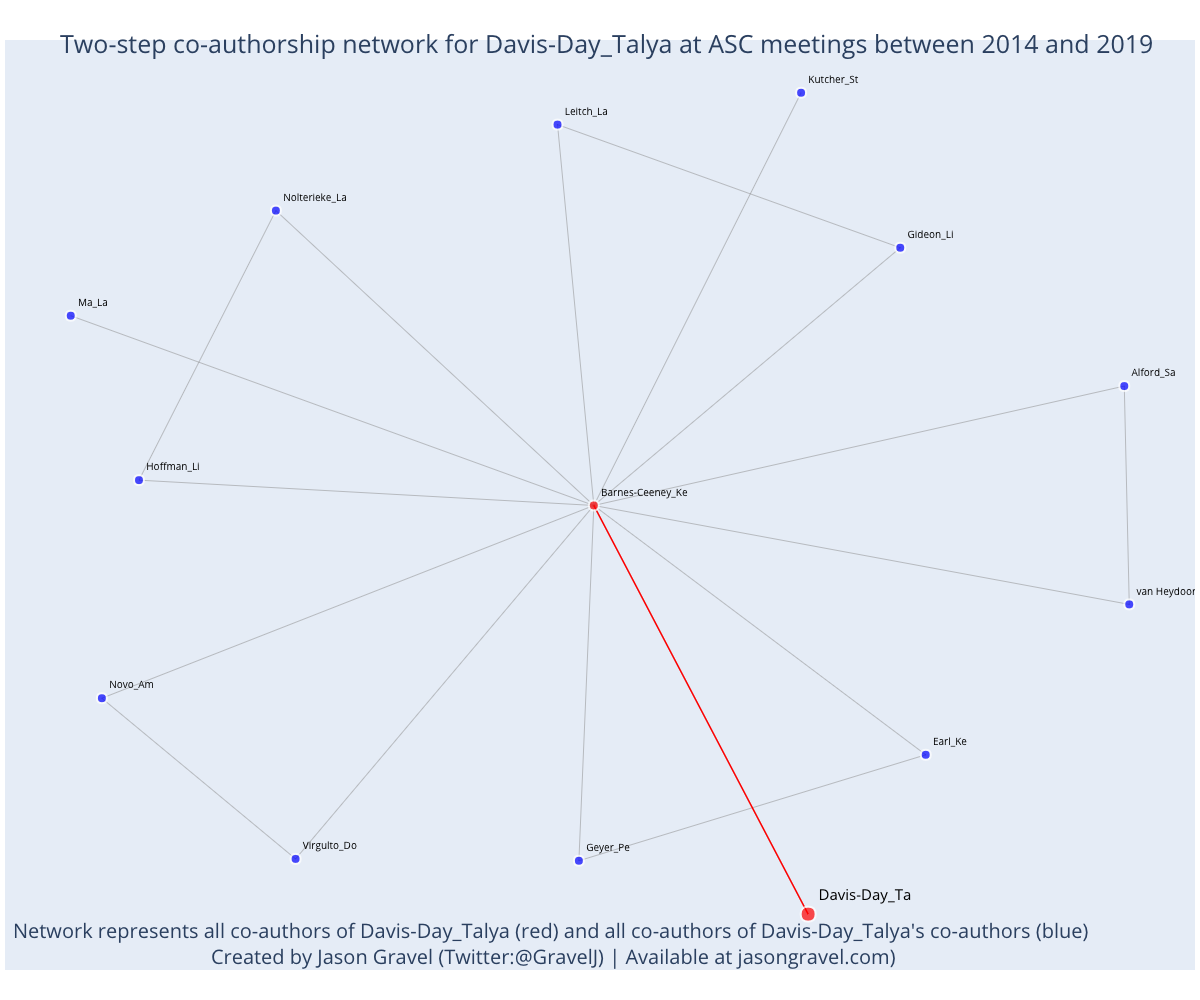 Two-step co-authorship network for Davis-Day_Talya at ASC meetings between 2014 and 2019
Kutcher_St
Leitch_La
Nolterieke_La
Gideon_Li
Ma_La
Alford_Sa
Hoffman_Li
Barnes-Ceeney_Ke
van Heydoor
Novo_Am
Earl_Ke
Virgulto_Do
Geyer_Pe
Davis-Day_Ta
Network represents all co-authors of Davis-Day_Talya (red) and all co-authors of Davis-Day_Talya's co-authors (blue)
Created by Jason Gravel (Twitter:@GravelJ) | Available at jasongravel.com)